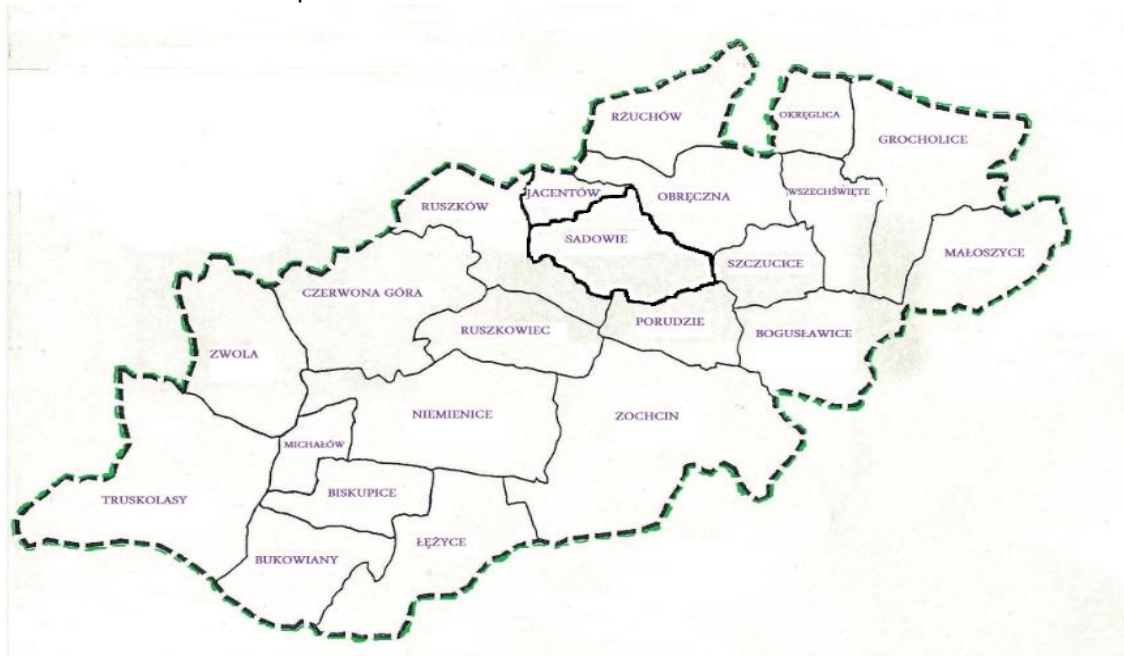 RŻUCHÓW
OKRĘGLICA
GROCHOLICE
JACENTÓW
OBRĘCZNA
WSZECHŚWIĘTE
RUSZKÓW
SADOWIE
SZCZUCICE
MAŁOSZYCE
CZERWONA GÓRA
RUSZKOWIEC
PORUDZIE
BOGUSŁAWICE
ZWOLA
NIEMIENICE
ZOCHCIN
MICHAŁÓW
TRUSKOLASY
BISKUPICE
ŁĘŻYCE
BUKOWIANY